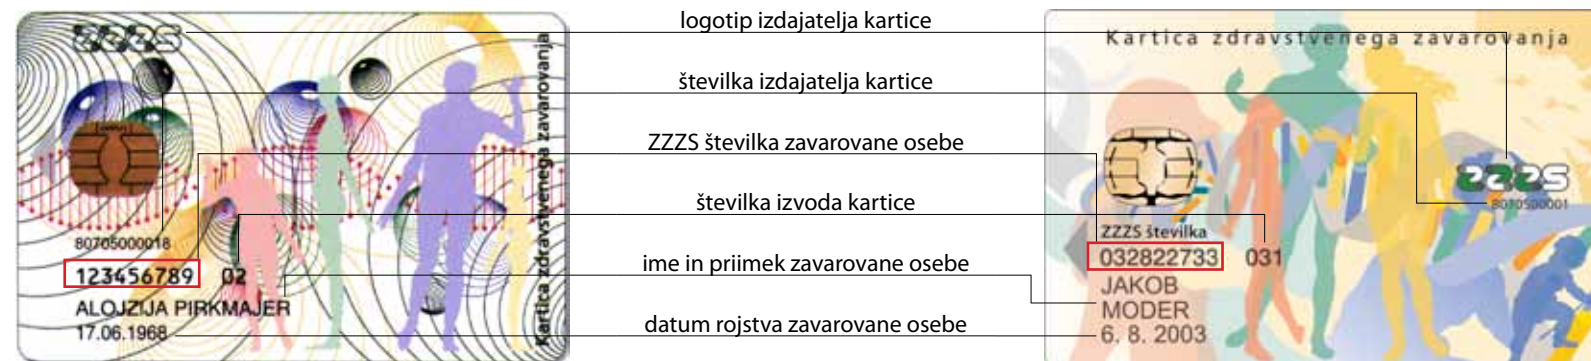 ZZZS
Kartica zdravstvenega zavarovanja
80705000018
123456789 02
ALOJZIJA PIRKMAJER
17.06.1968
logotip izdajatelja kartice
številka izdajatelja kartice
ZZZS številka zavarovane osebe
številka izvoda kartice
ime in priimek zavarovane osebe
datum rojstva zavarovane osebe
Kartica zdravstvenega zavarovanja
ZZZS
8070500001
ZZZS številka
032822733 031
JAKOB
MODER
6. 8. 2003